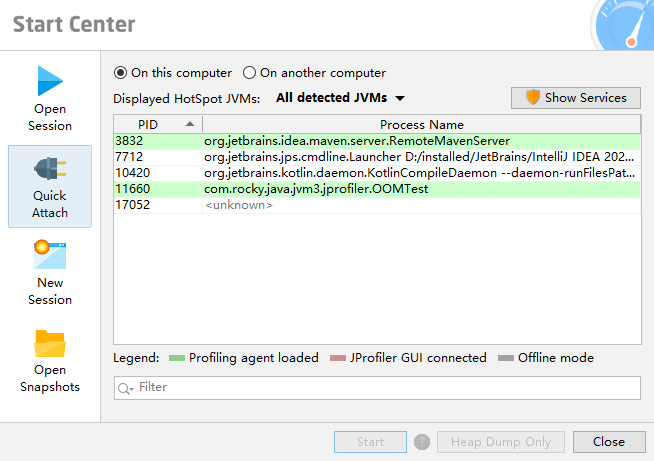 Start Center
Open
Session
Quick
Attach
New
Session
Open
Snapshots
On this computer On another computer
Displayed HotSpot JVMs: All detected JVMs Show Services
PID Process Name
3832 org.jetbrains.idea.maven.server.RemoteMavenServer
7712 org.jetbrains.jps.cmdline.Launcher D:/installed/JetBrains/IntelliJ IDEA 202...
10420 org.jetbrains.kotlin.daemon.KotlinCompileDaemon --daemon-runFilesPat...
11660 com.rocky.java.jvm3.jprofiler.OOMTest
17052 <unknown>
Legend: Profiling agent loaded JProfiler GUI connected Offline mode
Filter
Start ? Heap Dump Only Close